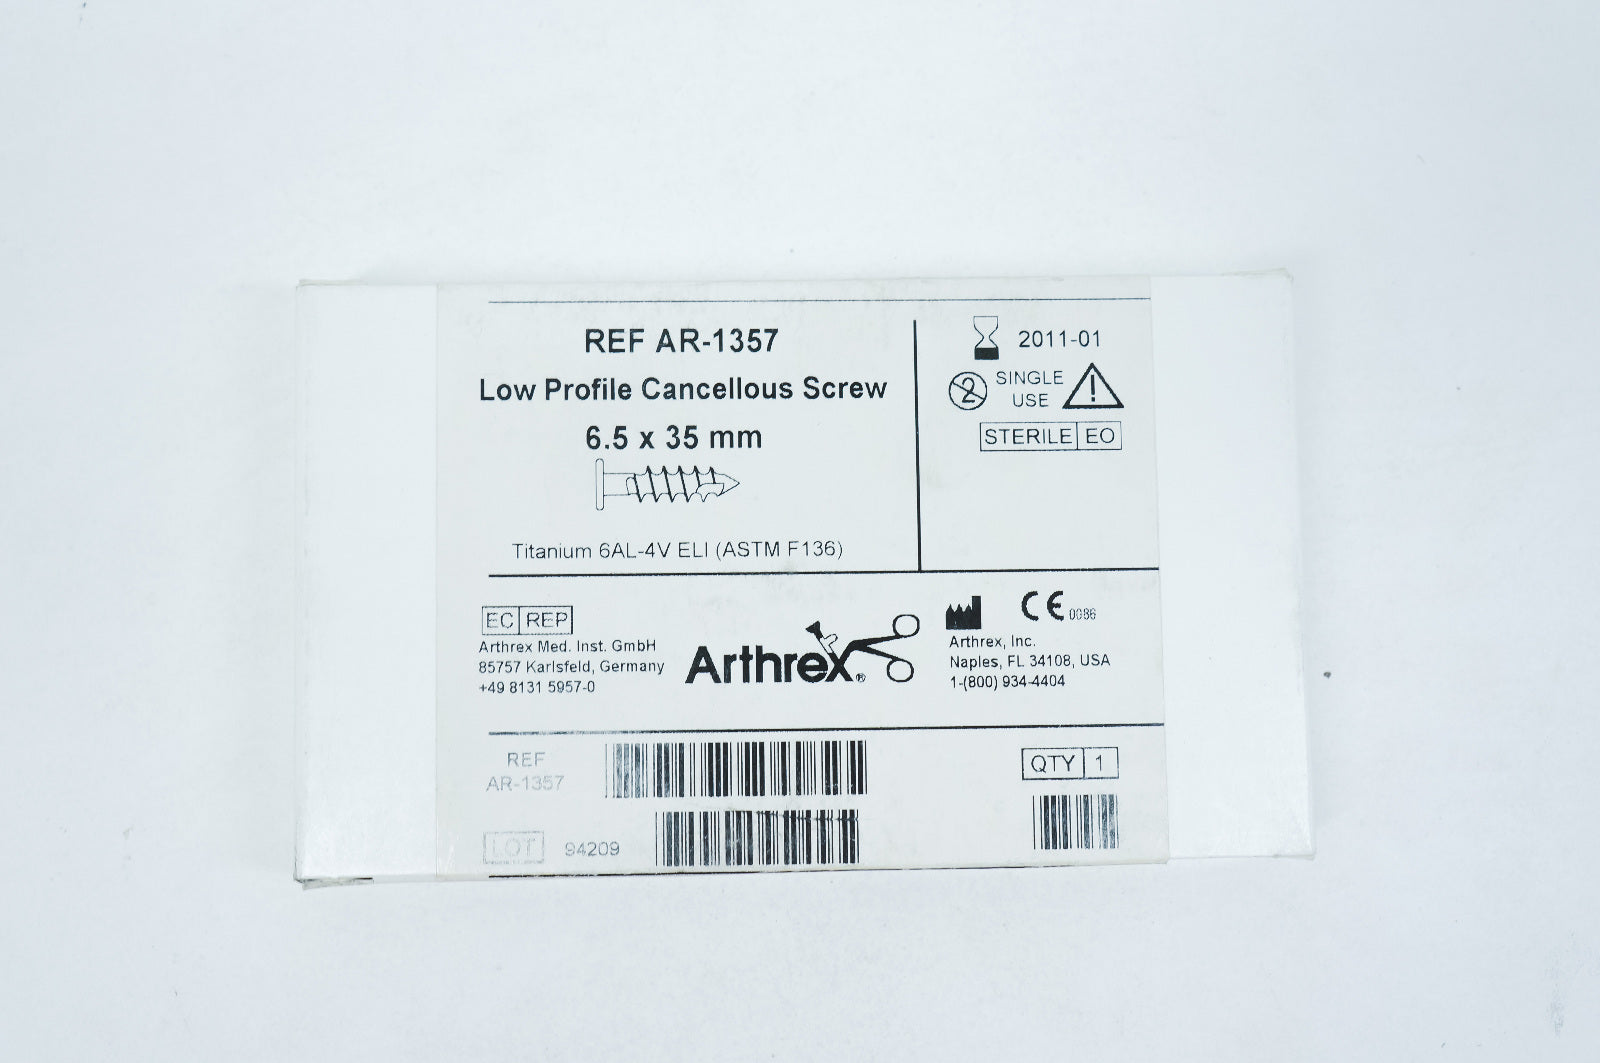 REF AR-1357
Low Profile Cancellous Screw
6.5 x 35 mm
Titanium 6AL-4V ELI (ASTM F136)
2011-01
2 SINGLE
USE
STERILE EO
EC REP
Arthrex Med. Inst. GmbH
85757 Karlsfeld, Germany
+49 8131 5957-0
Arthrex®
CE 0086
Arthrex, Inc.
Naples, FL 34108, USA
1-(800) 934-4404
REF
AR-1357
QTY 1
LOT 94209